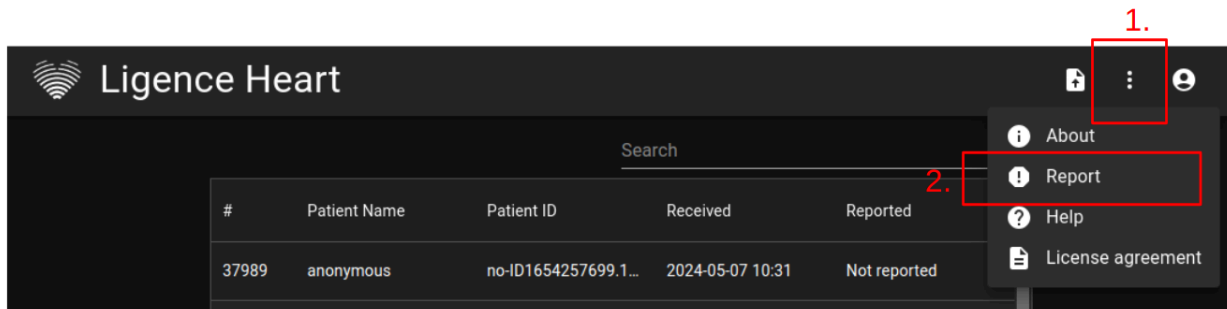 1.
Ligence Heart
About
Search
2.
Report
# Patient Name Patient ID Received Reported
Help
37989 anonymous no-ID1654257699.1... 2024-05-07 10:31 Not reported
License agreement